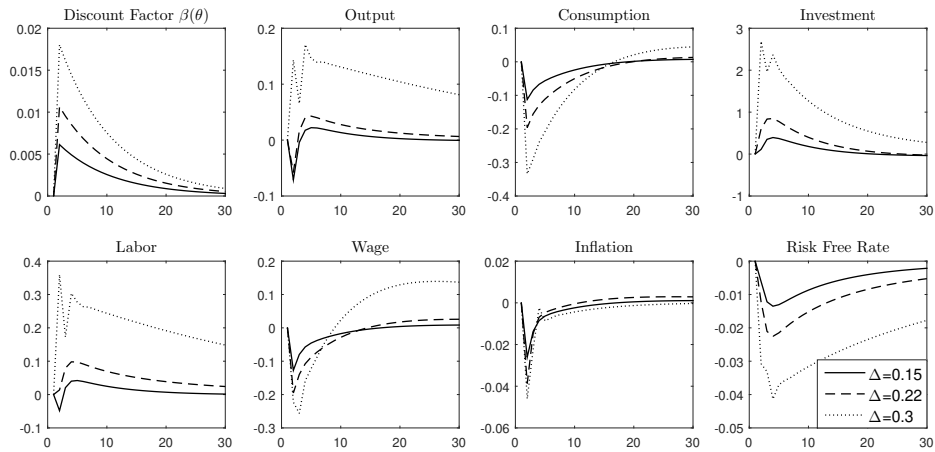 Discount Factor β(θ)
Output
Consumption
Investment
0.02
0.015
0.01
0.005
0
0 10 20 30
0.2
0.1
0
-0.1
0 10 20 30
0.1
0
-0.1
-0.2
-0.3
-0.4
0 10 20 30
3
2
1
0
-1
0 10 20 30
Labor
Wage
Inflation
Risk Free Rate
0.4
0.3
0.2
0.1
0
-0.1
0 10 20 30
0.2
0.1
0
-0.1
-0.2
-0.3
0 10 20 30
0.02
0
-0.02
-0.04
-0.06
0 10 20 30
0
-0.01
-0.02
-0.03
-0.04
-0.05
0 10 20 30
Δ=0.15
Δ=0.22
Δ=0.3